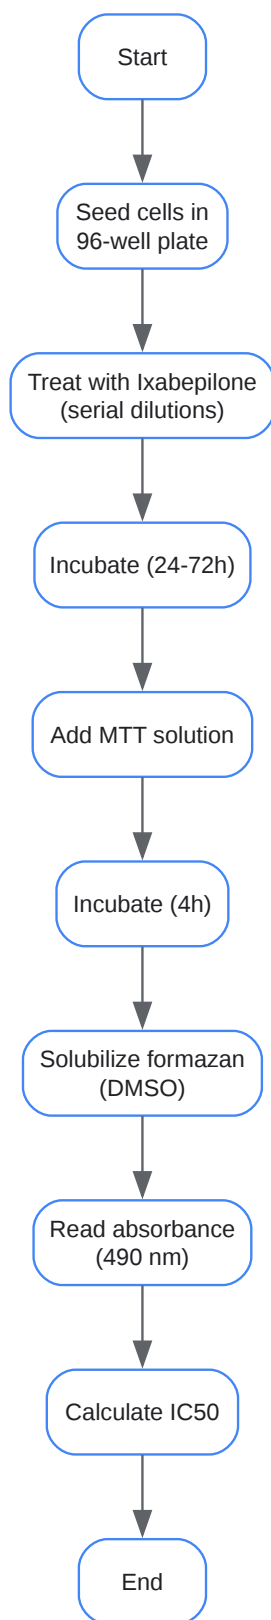 Start
Seed cells in
96-well plate
Treat with Ixabepilone
(serial dilutions)
Incubate (24-72h)
Add MTT solution
Incubate (4h)
Solubilize formazan
(DMSO)
Read absorbance
(490 nm)
Calculate IC50
End